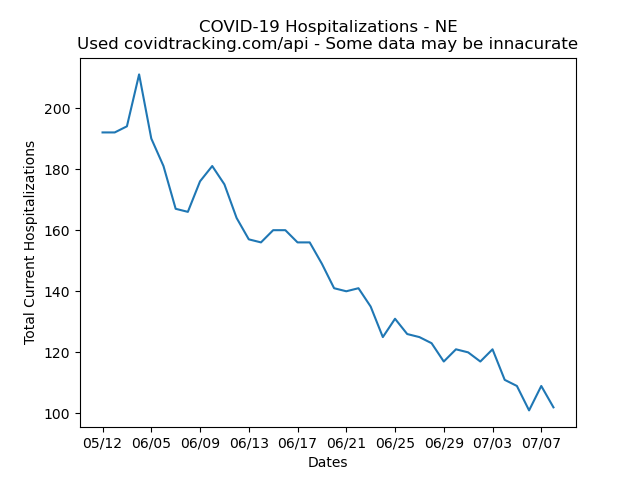 COVID-19 Hospitalizations - NE
Used covidtracking.com/api - Some data may be innacurate
Total Current Hospitalizations
200
180
160
140
120
100
05/12 06/05 06/09 06/13 06/17 06/21 06/25 06/29 07/03 07/07
Dates